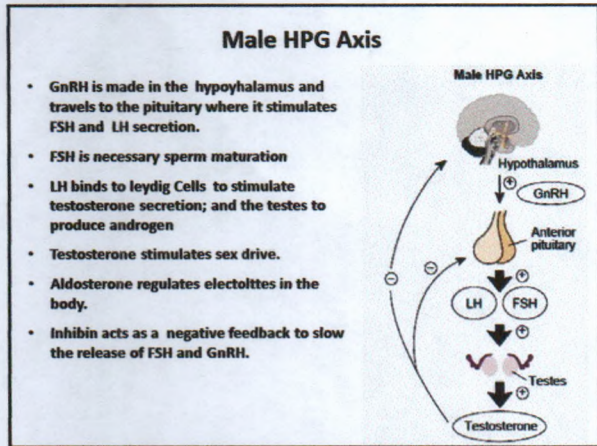 Male HPG Axis
• GnRH is made in the hypoyhalamus and
travels to the pituitary where it stimulates
FSH and LH secretion.
• FSH is necessary sperm maturation
• LH binds to leydig Cells to stimulate
testosterone secretion; and the testes to
produce androgen
• Testosterone stimulates sex drive.
• Aldosterone regulates electolttes in the
body.
• Inhibin acts as a negative feedback to slow
the release of FSH and GnRH.
Male HPG Axis
Hypothalamus
+
GnRH
Anterior
pituitary
−
−
+
LH
FSH
+
Testes
+
Testosterone